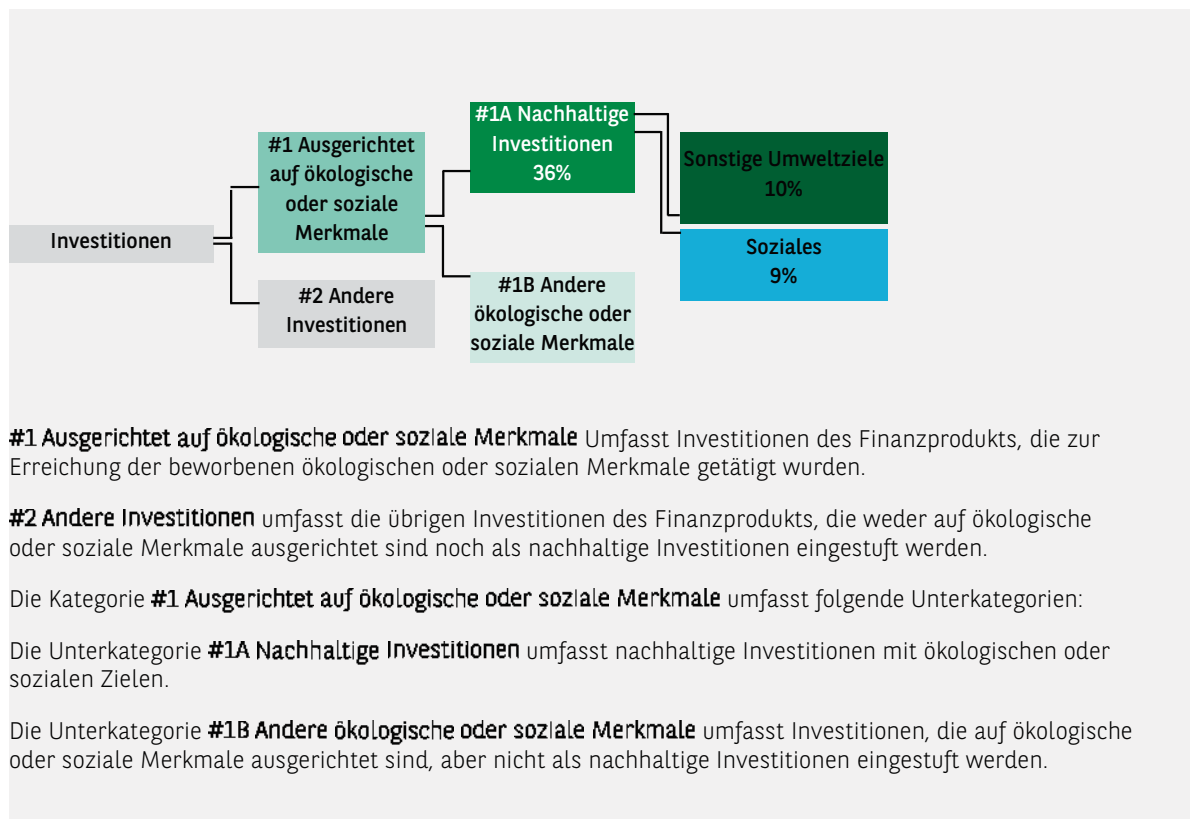 #1A Nachhaltige
Investitionen
36%
#1 Ausgerichtet
auf ökologische
oder soziale
Merkmale
Sonstige Umweltziele
10%
Investitionen
Soziales
9%
#2 Andere
Investitionen
#1B Andere
ökologische oder
soziale Merkmale
#1 Ausgerichtet auf ökologische oder soziale Merkmale Umfasst Investitionen des Finanzprodukts, die zur
Erreichung der beworbenen ökologischen oder sozialen Merkmale getätigt wurden.
#2 Andere Investitionen umfasst die übrigen Investitionen des Finanzprodukts, die weder auf ökologische
oder soziale Merkmale ausgerichtet sind noch als nachhaltige Investitionen eingestuft werden.
Die Kategorie #1 Ausgerichtet auf ökologische oder soziale Merkmale umfasst folgende Unterkategorien:
Die Unterkategorie #1A Nachhaltige Investitionen umfasst nachhaltige Investitionen mit ökologischen oder
sozialen Zielen.
Die Unterkategorie #1B Andere ökologische oder soziale Merkmale umfasst Investitionen, die auf ökologische
oder soziale Merkmale ausgerichtet sind, aber nicht als nachhaltige Investitionen eingestuft werden.